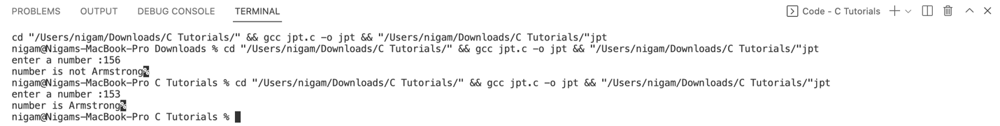 PROBLEMS OUTPUT DEBUG CONSOLE TERMINAL Code - C Tutorials
cd "/Users/nigam/Downloads/C Tutorials/" && gcc jpt.c -o jpt && "/Users/nigam/Downloads/C Tutorials/"jpt
nigam@Nigams-MacBook-Pro Downloads % cd "/Users/nigam/Downloads/C Tutorials/" && gcc jpt.c -o jpt && "/Users/nigam/Downloads/C Tutorials/"jpt
enter a number :156
number is not Armstrong%
nigam@Nigams-MacBook-Pro C Tutorials % cd "/Users/nigam/Downloads/C Tutorials/" && gcc jpt.c -o jpt && "/Users/nigam/Downloads/C Tutorials/"jpt
enter a number :153
number is Armstrong%
nigam@Nigams-MacBook-Pro C Tutorials %